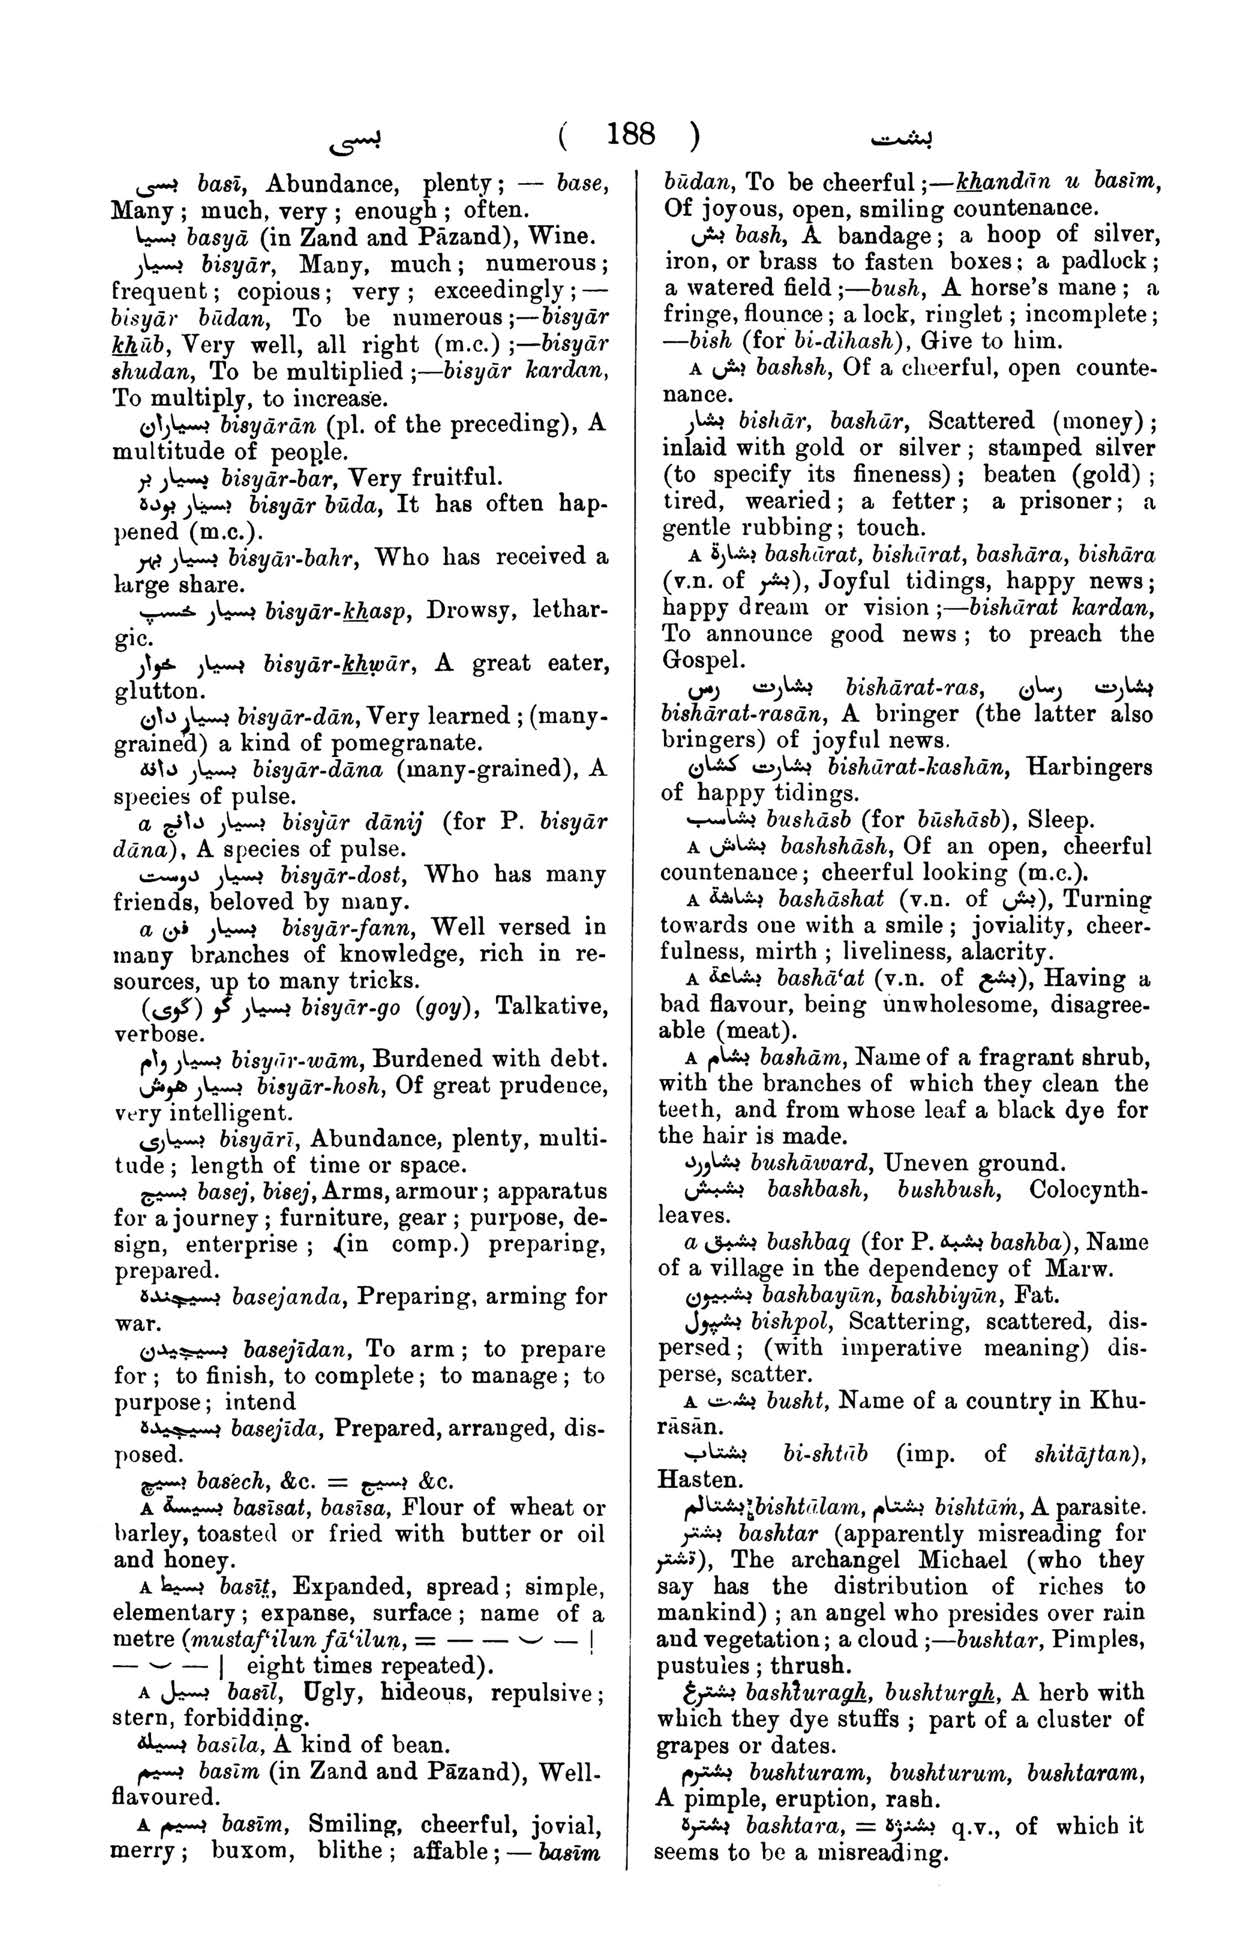 بسی ( 188 ) بشت
بسی basī, Abundance, plenty; — base,
Many; much, very; enough; often.
بسیا basyā (in Zand and Pāzand), Wine.
بسیار bisyār, Many, much; numerous;
frequent; copious; very; exceedingly;—
bisyār būdan, To be numerous;—bisyār
khūb, Very well, all right (m.c.);—bisyār
shudan, To be multiplied;—bisyār kardan,
To multiply, to increase.
بسیاران bisyārān (pl. of the preceding), A
multitude of people.
بسیار بر bisyār-bar, Very fruitful.
بسیار بوده bisyār būda, It has often hap-
pened (m.c.).
بسیار بهر bisyār-bahr, Who has received a
large share.
بسیار خسپ bisyār-khasp, Drowsy, lethar-
gic.
بسیار خوار bisyār-khẉār, A great eater,
glutton.
بسیار دان bisyār-dān, Very learned; (many-
grained) a kind of pomegranate.
بسیار دانه bisyār-dāna (many-grained), A
species of pulse.
a بسیار دانج bisyār dānij (for P. bisyār
dāna), A species of pulse.
بسیار دوست bisyār-dost, Who has many
friends, beloved by many.
a بسیار فن bisyār-fann, Well versed in
many branches of knowledge, rich in re-
sources, up to many tricks.
بسیار گو (گوی) bisyār-go (goy), Talkative,
verbose.
بسیار وام bisyār-wām, Burdened with debt.
بسیار هوش bisyār-hosh, Of great prudence,
very intelligent.
بسیاری bisyārī, Abundance, plenty, multi-
tude; length of time or space.
بسیج basej, bisej, Arms, armour; apparatus
for a journey; furniture, gear; purpose, de-
sign, enterprise; (in comp.) preparing,
prepared.
بسیجنده basejanda, Preparing, arming for
war.
بسیجیدن basejīdan, To arm; to prepare
for; to finish, to complete; to manage; to
purpose; intend
بسیجیده basejīda, Prepared, arranged, dis-
posed.
بسیچ basech, &c. = بسیج &c.
A بسیسة basīsat, basīsa, Flour of wheat or
barley, toasted or fried with butter or oil
and honey.
A بسیط basīt̤, Expanded, spread; simple,
elementary; expanse, surface; name of a
metre (mustaf‘ilun fā‘ilun, = — — ⏑ — |
— ⏑ — | eight times repeated).
A بسیل basīl, Ugly, hideous, repulsive;
stern, forbidding.
بسیله basīla, A kind of bean.
بسیم basīm (in Zand and Pāzand), Well-
flavoured.
A بسیم basīm, Smiling, cheerful, jovial,
merry; buxom, blithe; affable;—basīm
būdan, To be cheerful;—khandān u basīm,
Of joyous, open, smiling countenance.
بش bash, A bandage; a hoop of silver,
iron, or brass to fasten boxes; a padlock;
a watered field;—bush, A horse's mane; a
fringe, flounce; a lock, ringlet; incomplete;
—bish (for bi-dihash), Give to him.
A بش bashsh, Of a cheerful, open counte-
nance.
بشار bishār, bashār, Scattered (money);
inlaid with gold or silver; stamped silver
(to specify its fineness); beaten (gold);
tired, wearied; a fetter; a prisoner; a
gentle rubbing; touch.
A بشارة bashārat, bishārat, bashāra, bishāra
(v.n. of بشر), Joyful tidings, happy news;
happy dream or vision;—bishārat kardan,
To announce good news; to preach the
Gospel.
بشارت رس bishārat-ras, بشارت رسان
bishārat-rasān, A bringer (the latter also
bringers) of joyful news.
بشارت کشان bishārat-kashān, Harbingers
of happy tidings.
بشاسب bushāsb (for būshāsb), Sleep.
A بشاش bashshāsh, Of an open, cheerful
countenance; cheerful looking (m.c.).
A بشاشة bashāshat (v.n. of بش), Turning
towards one with a smile; joviality, cheer-
fulness, mirth; liveliness, alacrity.
A بشاعة bashā‘at (v.n. of بشع), Having a
bad flavour, being unwholesome, disagree-
able (meat).
A بشام bashām, Name of a fragrant shrub,
with the branches of which they clean the
teeth, and from whose leaf a black dye for
the hair is made.
بشاورد bushāward, Uneven ground.
بشبش bashbash, bushbush, Colocynth-
leaves.
a بشبق bashbaq (for P. بشبه bashba), Name
of a village in the dependency of Marw.
بشبیون bashbayūn, bashbiyūn, Fat.
بشپول bishpol, Scattering, scattered, dis-
persed; (with imperative meaning) dis-
perse, scatter.
A بشت busht, Name of a country in Khu-
rāsān.
بشتاب bi-shtāb (imp. of shitāftan),
Hasten.
بشتالم bishtālam, بشتام bishtām, A parasite.
بشتر bashtar (apparently misreading for
تشتر), The archangel Michael (who they
say has the distribution of riches to
mankind); an angel who presides over rain
and vegetation; a cloud;—bushtar, Pimples,
pustules; thrush.
بشترغ bashturagh, bushturgh, A herb with
which they dye stuffs; part of a cluster of
grapes or dates.
بشترم bushturam, bushturum, bushtaram,
A pimple, eruption, rash.
بشتره bashtara, = بشنزه q.v., of which it
seems to be a misreading.